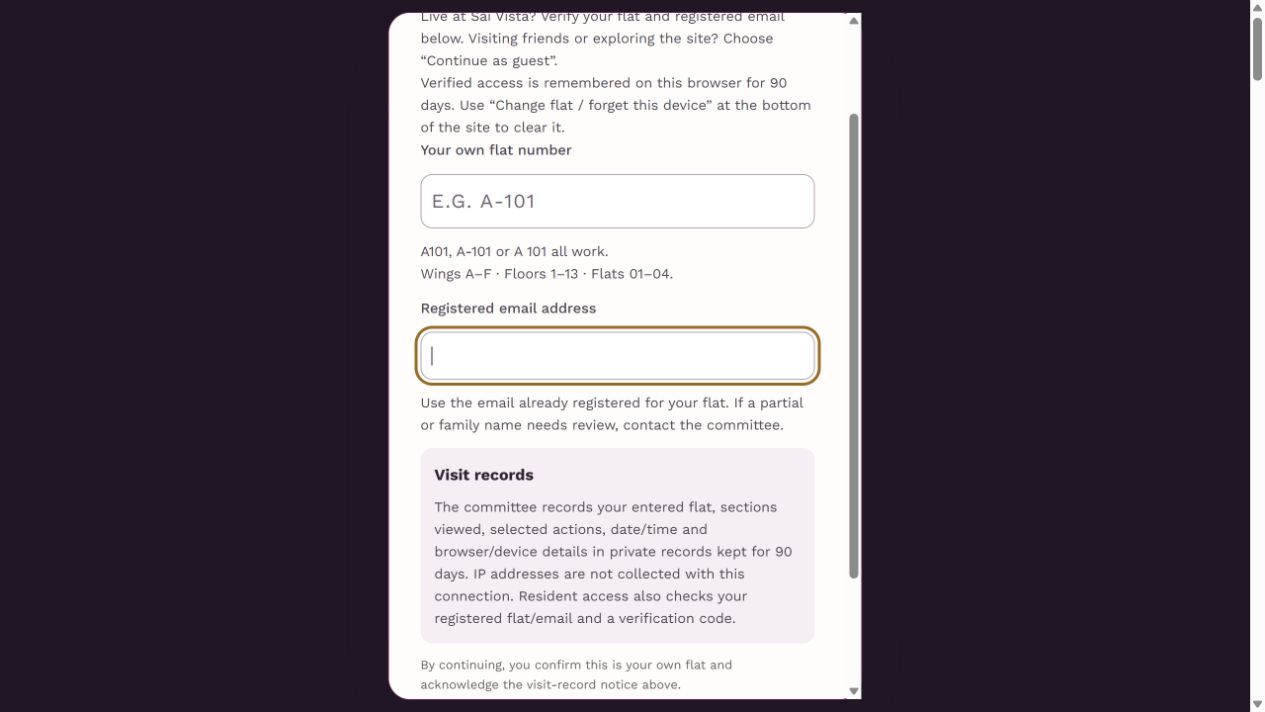 Live at Sai Vista? Verify your flat and registered email
below. Visiting friends or exploring the site? Choose
“Continue as guest”.
Verified access is remembered on this browser for 90
days. Use “Change flat / forget this device” at the bottom
of the site to clear it.
Your own flat number
E.G. A-101
A101, A-101 or A 101 all work.
Wings A–F · Floors 1–13 · Flats 01–04.
Registered email address
Use the email already registered for your flat. If a partial
or family name needs review, contact the committee.
Visit records
The committee records your entered flat, sections
viewed, selected actions, date/time and
browser/device details in private records kept for 90
days. IP addresses are not collected with this
connection. Resident access also checks your
registered flat/email and a verification code.
By continuing, you confirm this is your own flat and
acknowledge the visit-record notice above.